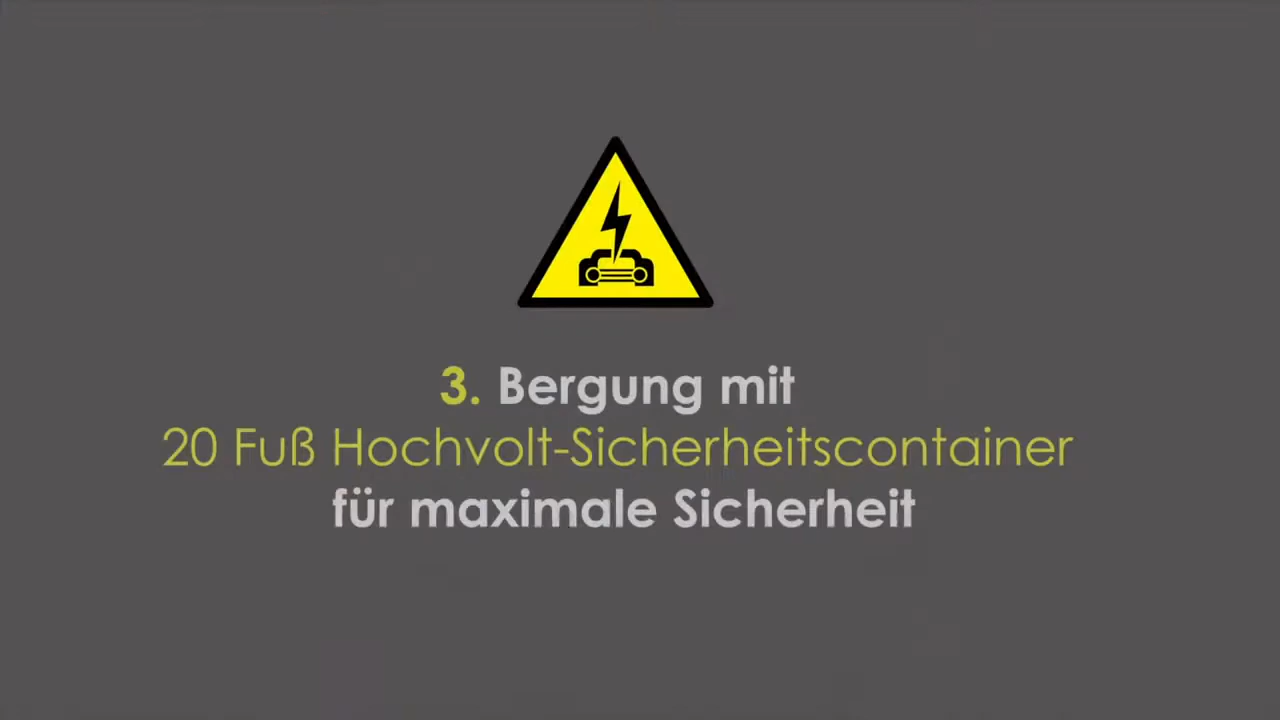 3. Bergung mit
20 Fuß Hochvolt-Sicherheitscontainer
für maximale Sicherheit